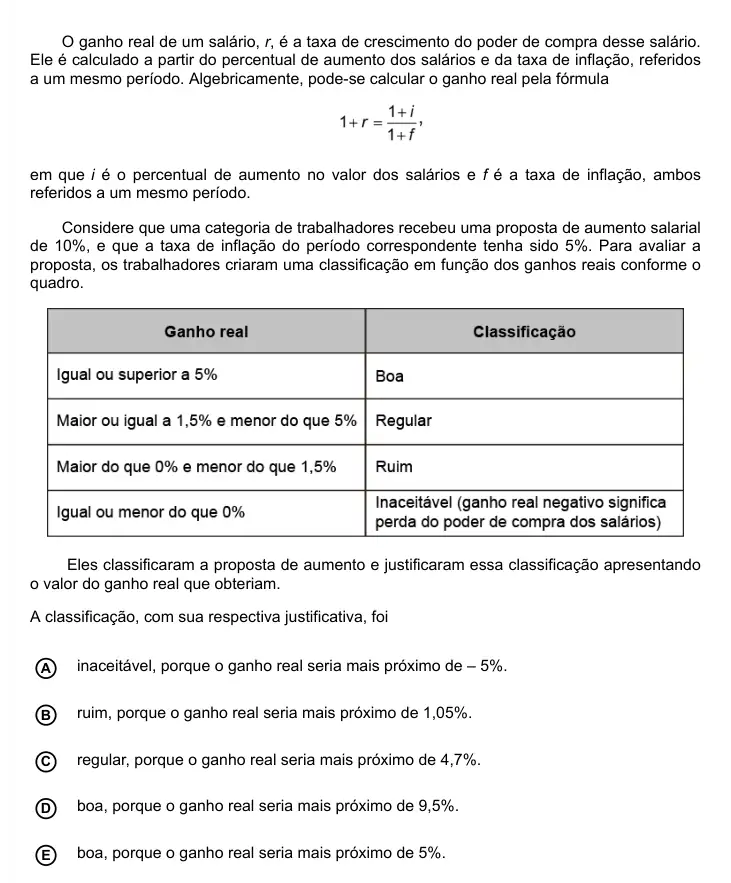 O ganho real de um salário, r, é a taxa de crescimento do poder de compra desse salário.
Ele é calculado a partir do percentual de aumento dos salários e da taxa de inflação, referidos
a um mesmo período. Algebricamente, pode-se calcular o ganho real pela fórmula
1 + r = (1 + i)/(1 + f),
em que i é o percentual de aumento no valor dos salários e f é a taxa de inflação, ambos
referidos a um mesmo período.
Considere que uma categoria de trabalhadores recebeu uma proposta de aumento salarial
de 10%, e que a taxa de inflação do período correspondente tenha sido 5%. Para avaliar a
proposta, os trabalhadores criaram uma classificação em função dos ganhos reais conforme o
quadro.
Ganho real Classificação
Igual ou superior a 5% Boa
Maior ou igual a 1,5% e menor do que 5% Regular
Maior do que 0% e menor do que 1,5% Ruim
Igual ou menor do que 0% Inaceitável (ganho real negativo significa
perda do poder de compra dos salários)
Eles classificaram a proposta de aumento e justificaram essa classificação apresentando
o valor do ganho real que obteriam.
A classificação, com sua respectiva justificativa, foi
A inaceitável, porque o ganho real seria mais próximo de – 5%.
B ruim, porque o ganho real seria mais próximo de 1,05%.
C regular, porque o ganho real seria mais próximo de 4,7%.
D boa, porque o ganho real seria mais próximo de 9,5%.
E boa, porque o ganho real seria mais próximo de 5%.